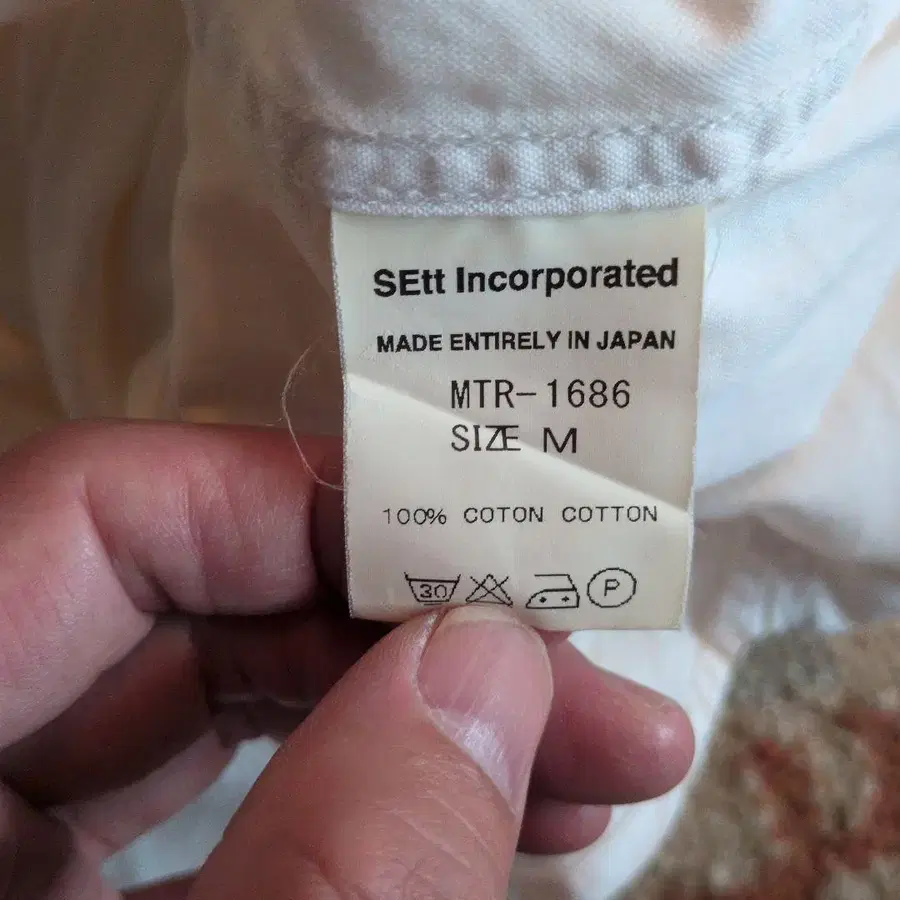 SEtt Incorporated
MADE ENTIRELY IN JAPAN
MTR-1686
SIZE M
100% COTON COTTON
30 P